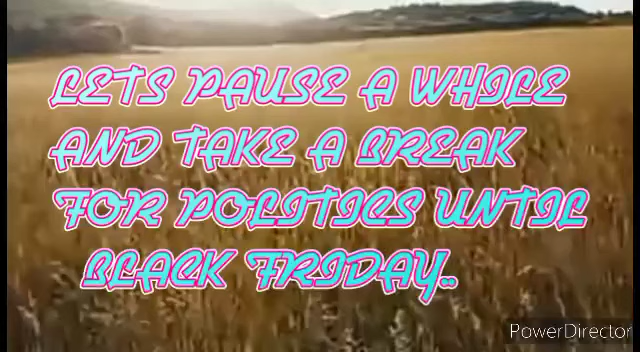 LETS PAUSE A WHILE
AND TAKE A BREAK
FOR POLITICS UNTIL
BLACK FRIDAY..
PowerDirector